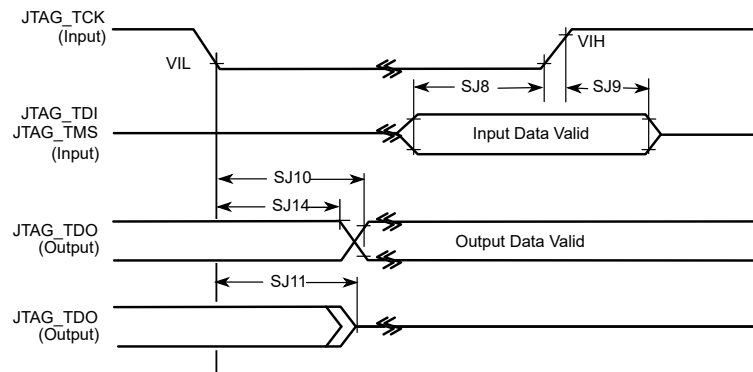 JTAG_TCK
(Input)
VIH
VIL
SJ8
SJ9
JTAG_TDI
JTAG_TMS
(Input)
Input Data Valid
SJ10
SJ14
JTAG_TDO
(Output)
Output Data Valid
SJ11
JTAG_TDO
(Output)